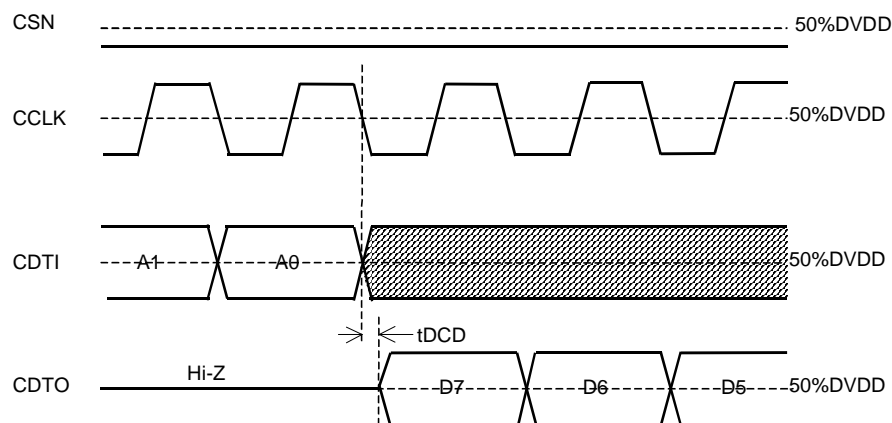 CSN 50%DVDD
CCLK 50%DVDD
CDTI A1 A0 50%DVDD
tDCD
Hi-Z
CDTO D7 D6 D5 50%DVDD